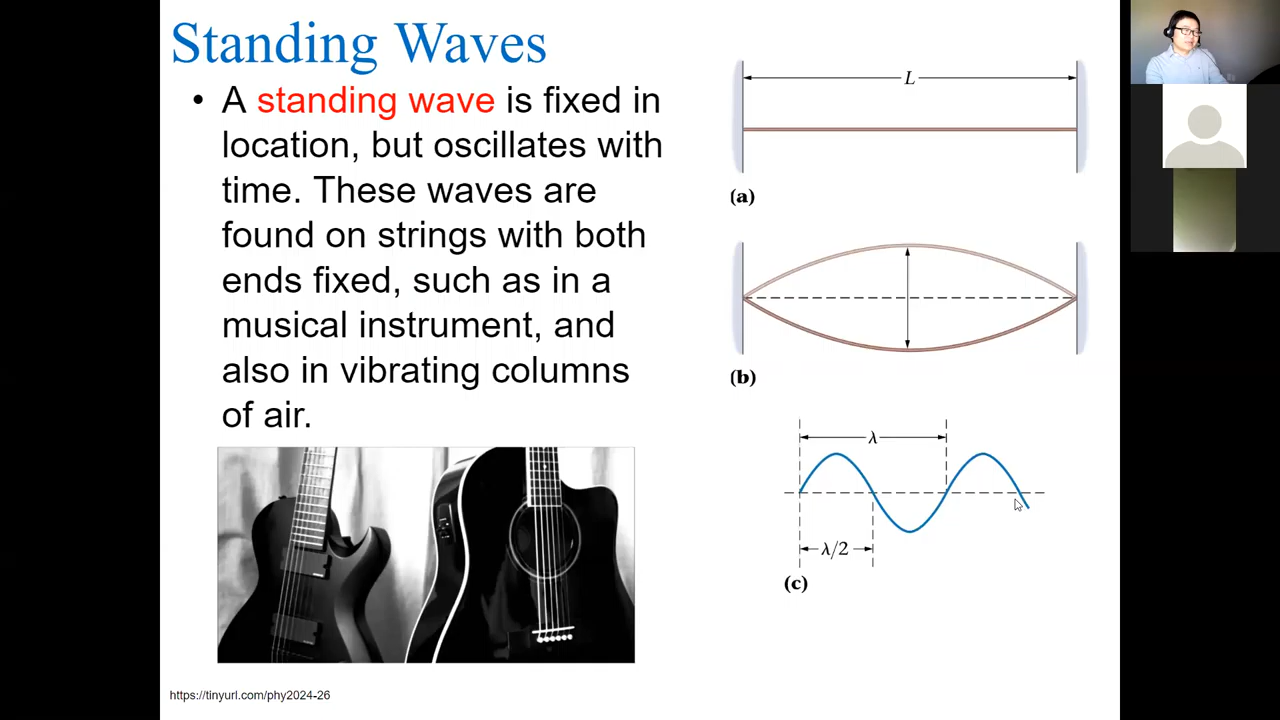 Standing Waves
• A standing wave is fixed in
location, but oscillates with
time. These waves are
found on strings with both
ends fixed, such as in a
musical instrument, and
also in vibrating columns
of air.
L
(a)
(b)
λ
λ/2
(c)
https://tinyurl.com/phy2024-26